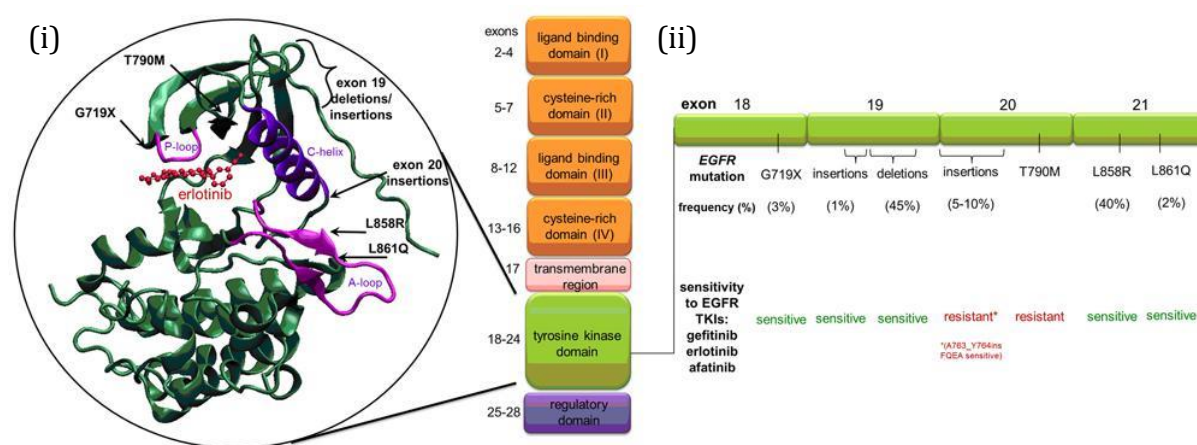 (i)
T790M
G719X
P-loop
erlotinib
exon 19
deletions/
insertions
C-helix
exon 20
insertions
L858R
L861Q
A-loop
exons
2-4
ligand binding
domain (I)
5-7
cysteine-rich
domain (II)
8-12
ligand binding
domain (III)
13-16
cysteine-rich
domain (IV)
17
transmembrane
region
18-24
tyrosine kinase
domain
25-28
regulatory
domain
(ii)
exon 18 19 20 21
EGFR
mutation
G719X insertions deletions insertions T790M L858R L861Q
frequency (%) (3%) (1%) (45%) (5-10%) (40%) (2%)
sensitivity
to EGFR
TKIs:
gefitinib
erlotinib
afatinib
sensitive sensitive sensitive resistant* resistant sensitive sensitive
*(A763_Y764ins
FQEA sensitive)